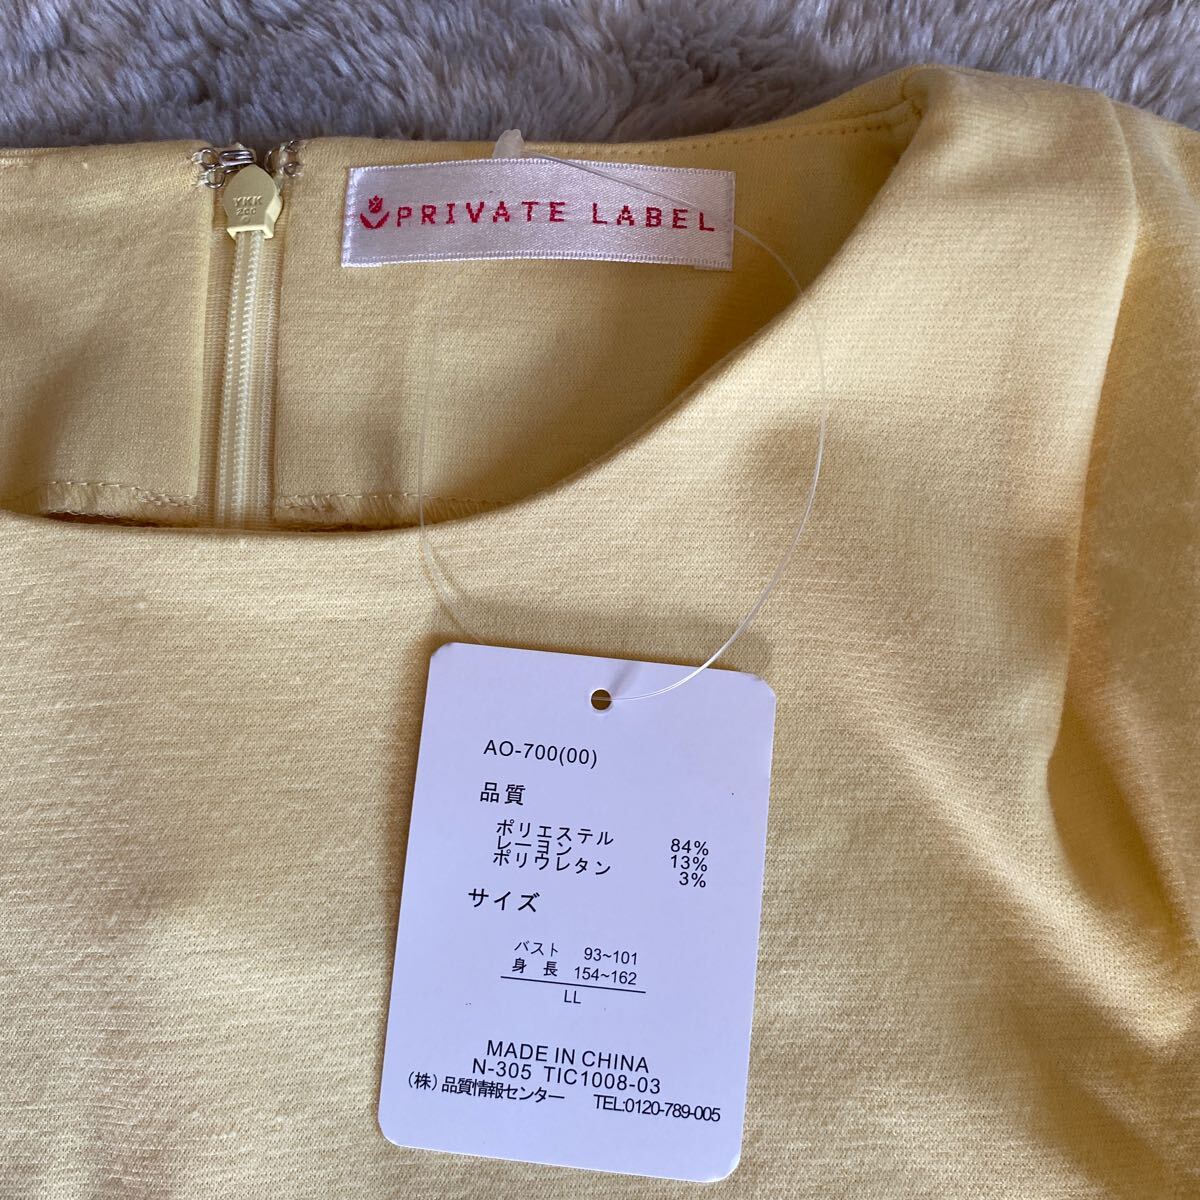 YKK
PRIVATE LABEL
AO-700(00)
品質
ポリエステル 84%
レーヨン 13%
ポリウレタン 3%
サイズ
バスト 93~101
身長 154~162
LL
MADE IN CHINA
N-305 TIC1008-03
(株)品質情報センター TEL:0120-789-005